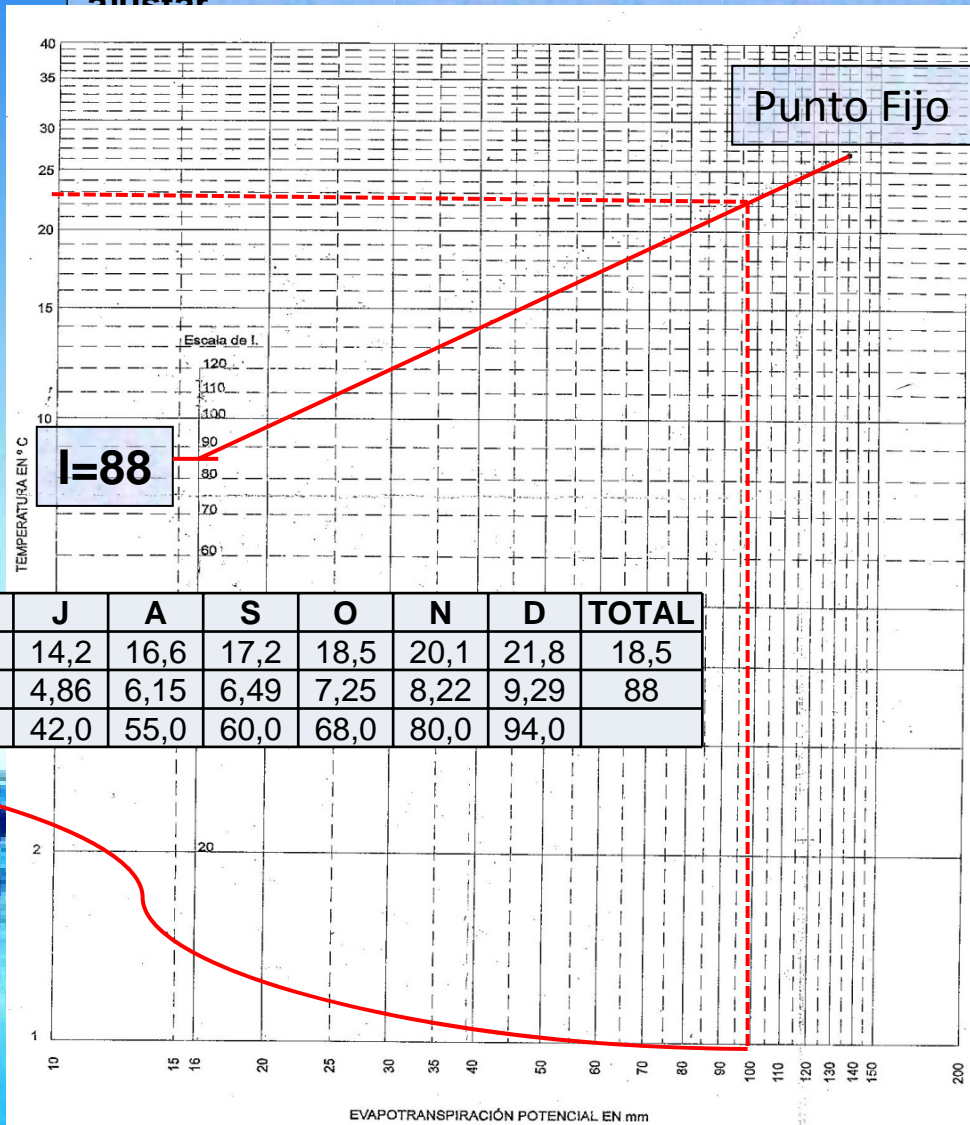 ajustar
40
35
30
25
20
15
10
2
1
TEMPERATURA EN º C
Punto Fijo
Escala de I.
120
110
100
90
80
70
60
20
I=88
J A S O N D TOTAL
14,2 16,6 17,2 18,5 20,1 21,8 18,5
4,86 6,15 6,49 7,25 8,22 9,29 88
42,0 55,0 60,0 68,0 80,0 94,0
10 15 16 20 25 30 35 40 50 60 70 80 90 100 110 120 130 140 150 200
EVAPOTRANSPIRACIÓN POTENCIAL EN mm